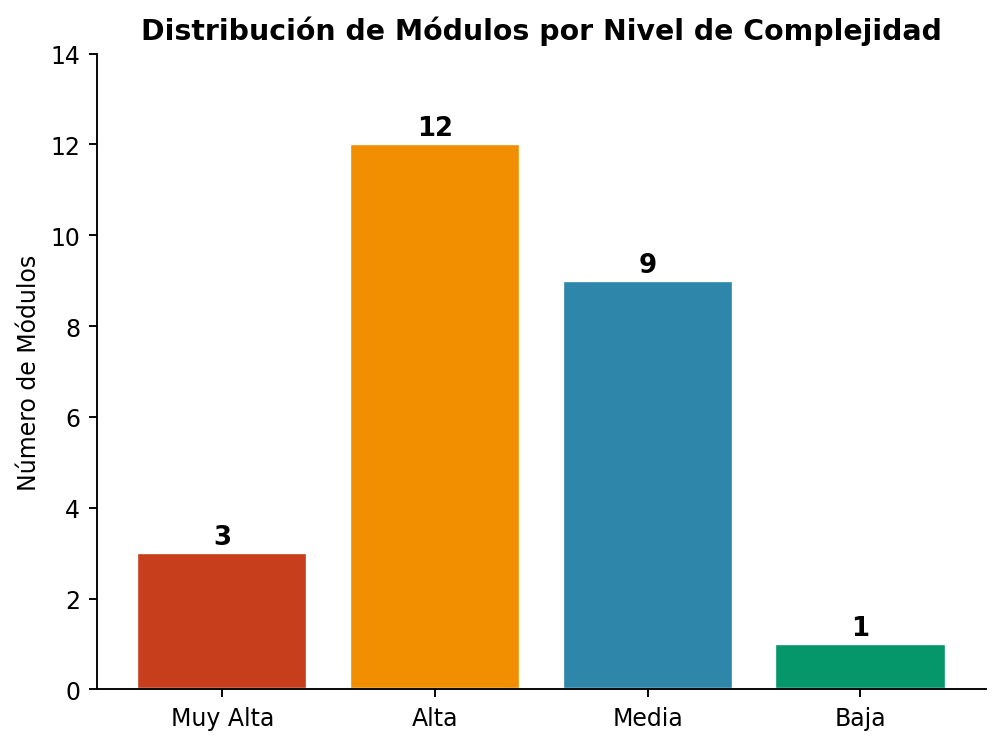 Distribución de Módulos por Nivel de Complejidad
Número de Módulos
14
12
10
8
6
4
2
0
3
12
9
1
Muy Alta
Alta
Media
Baja